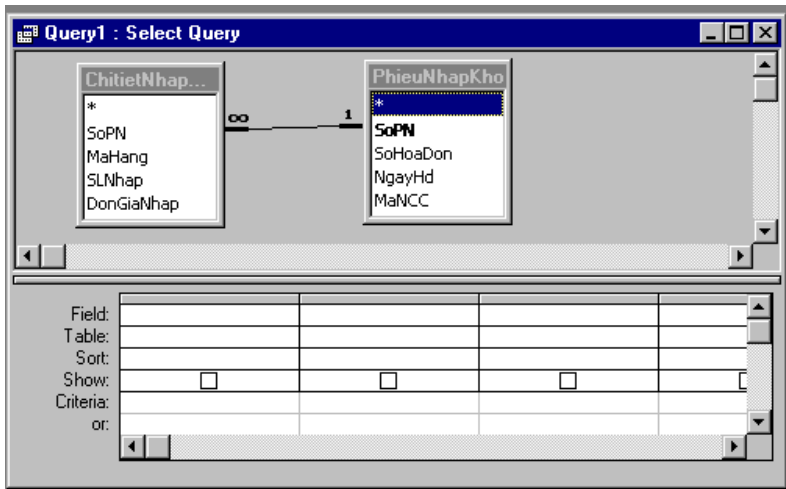 Query1 : Select Query
ChitietNhap...
*
SoPN
MaHang
SLNhap
DonGiaNhap
∞ 1
PhieuNhapKho
*
SoPN
SoHoaDon
NgayHd
MaNCC
Field:
Table:
Sort:
Show:
Criteria:
or: